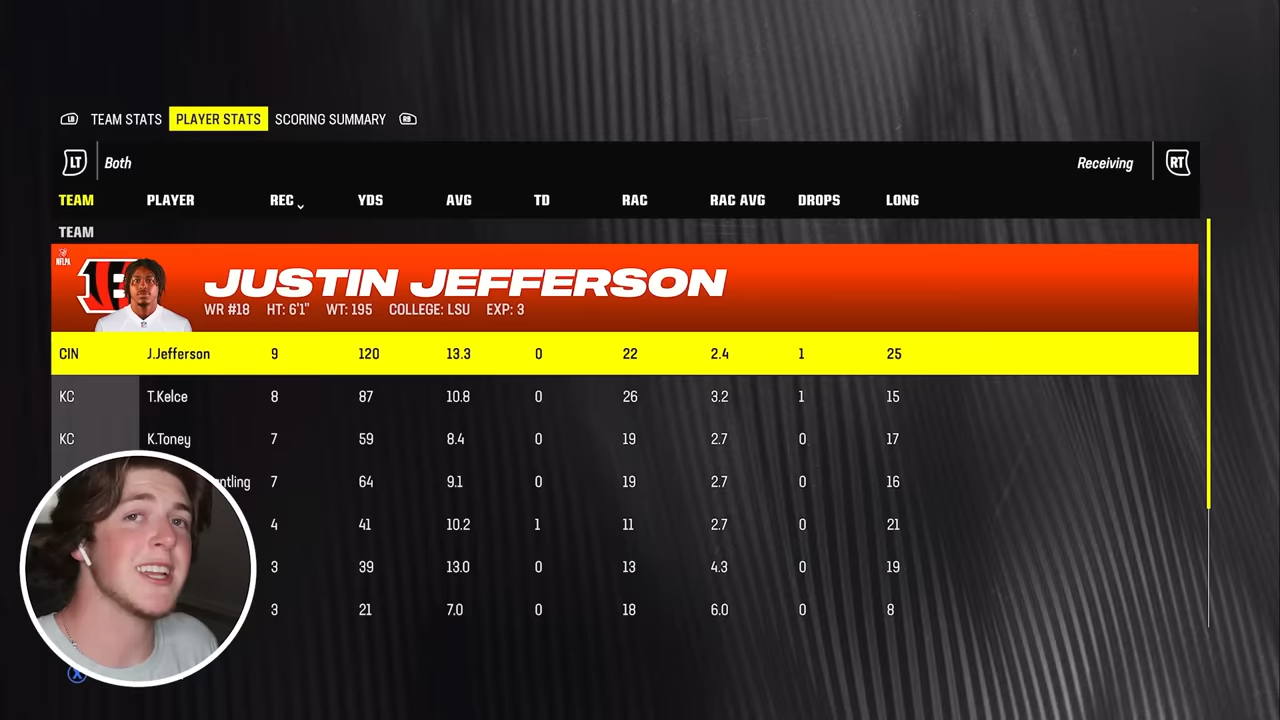 LB TEAM STATS PLAYER STATS SCORING SUMMARY RB
LT Both Receiving RT
TEAM PLAYER REC YDS AVG TD RAC RAC AVG DROPS LONG
TEAM
NFLPA
JUSTIN JEFFERSON
WR #18 HT: 6'1" WT: 195 COLLEGE: LSU EXP: 3
CIN J.Jefferson 9 120 13.3 0 22 2.4 1 25
KC T.Kelce 8 87 10.8 0 26 3.2 1 15
KC K.Toney 7 59 8.4 0 19 2.7 0 17
ntling 7 64 9.1 0 19 2.7 0 16
4 41 10.2 1 11 2.7 0 21
3 39 13.0 0 13 4.3 0 19
3 21 7.0 0 18 6.0 0 8
X